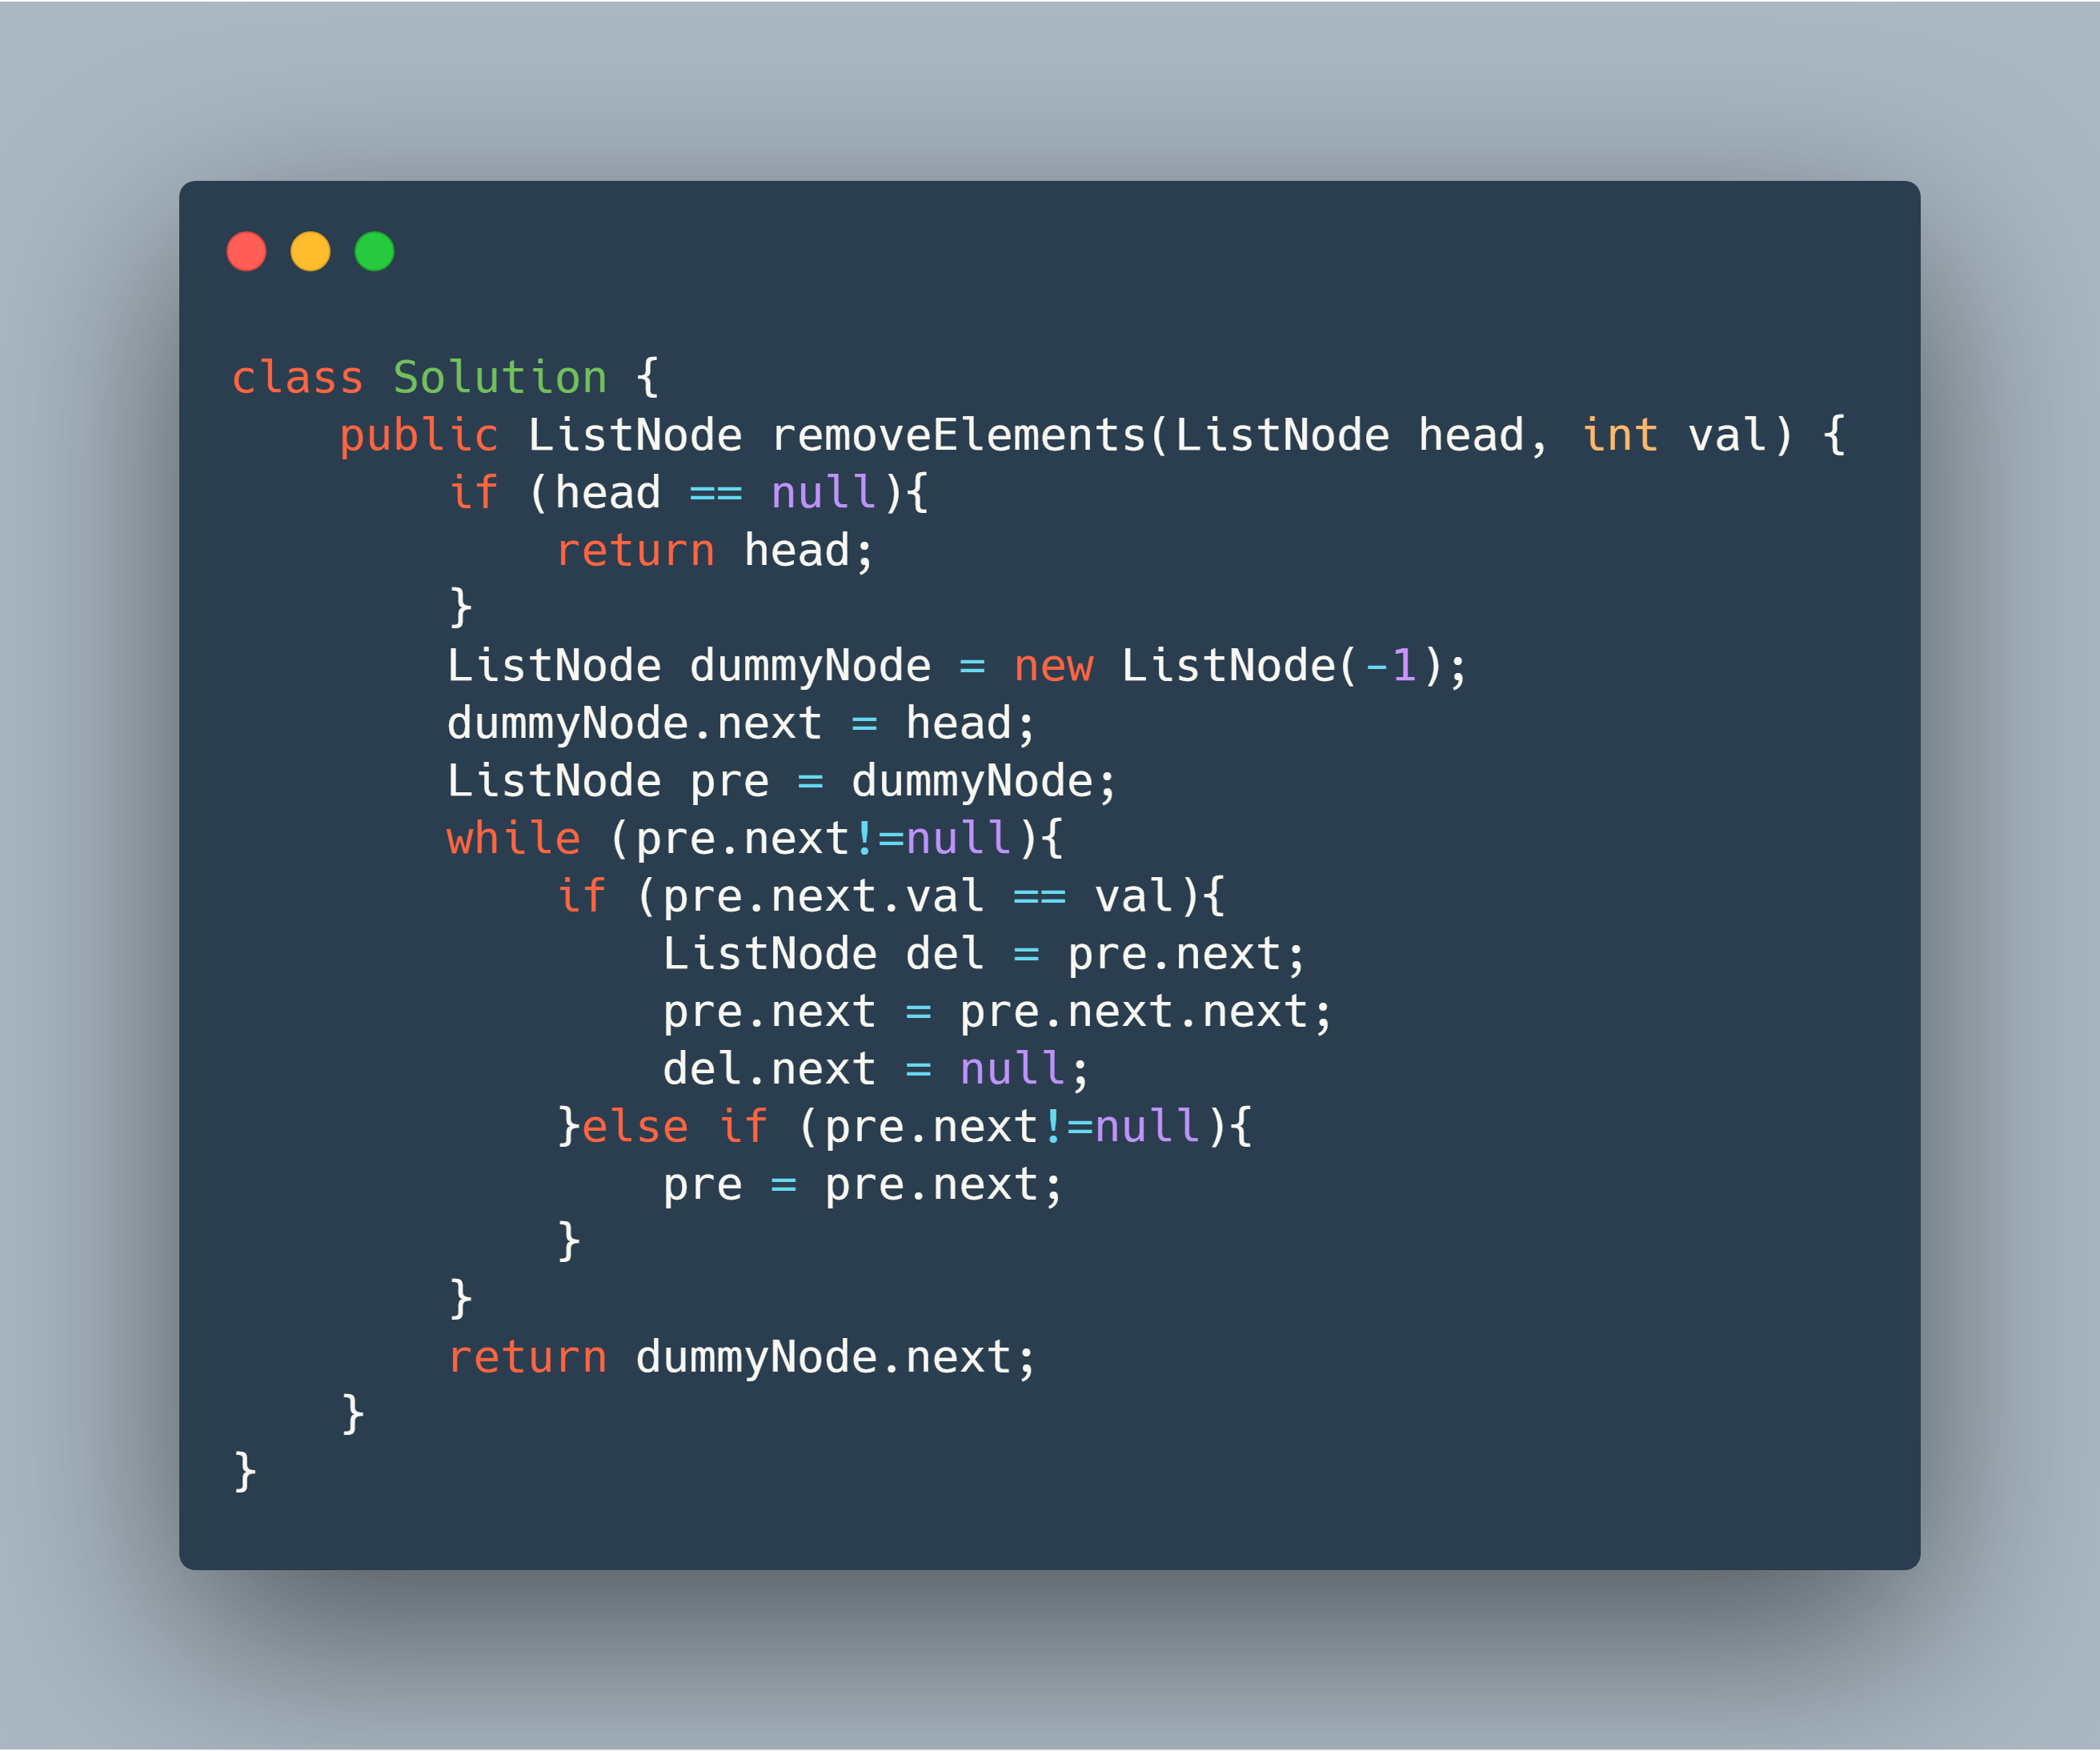 class Solution {
    public ListNode removeElements(ListNode head, int val) {
        if (head == null){
            return head;
        }
        ListNode dummyNode = new ListNode(-1);
        dummyNode.next = head;
        ListNode pre = dummyNode;
        while (pre.next!=null){
            if (pre.next.val == val){
                ListNode del = pre.next;
                pre.next = pre.next.next;
                del.next = null;
            }else if (pre.next!=null){
                pre = pre.next;
            }
        }
        return dummyNode.next;
    }
}